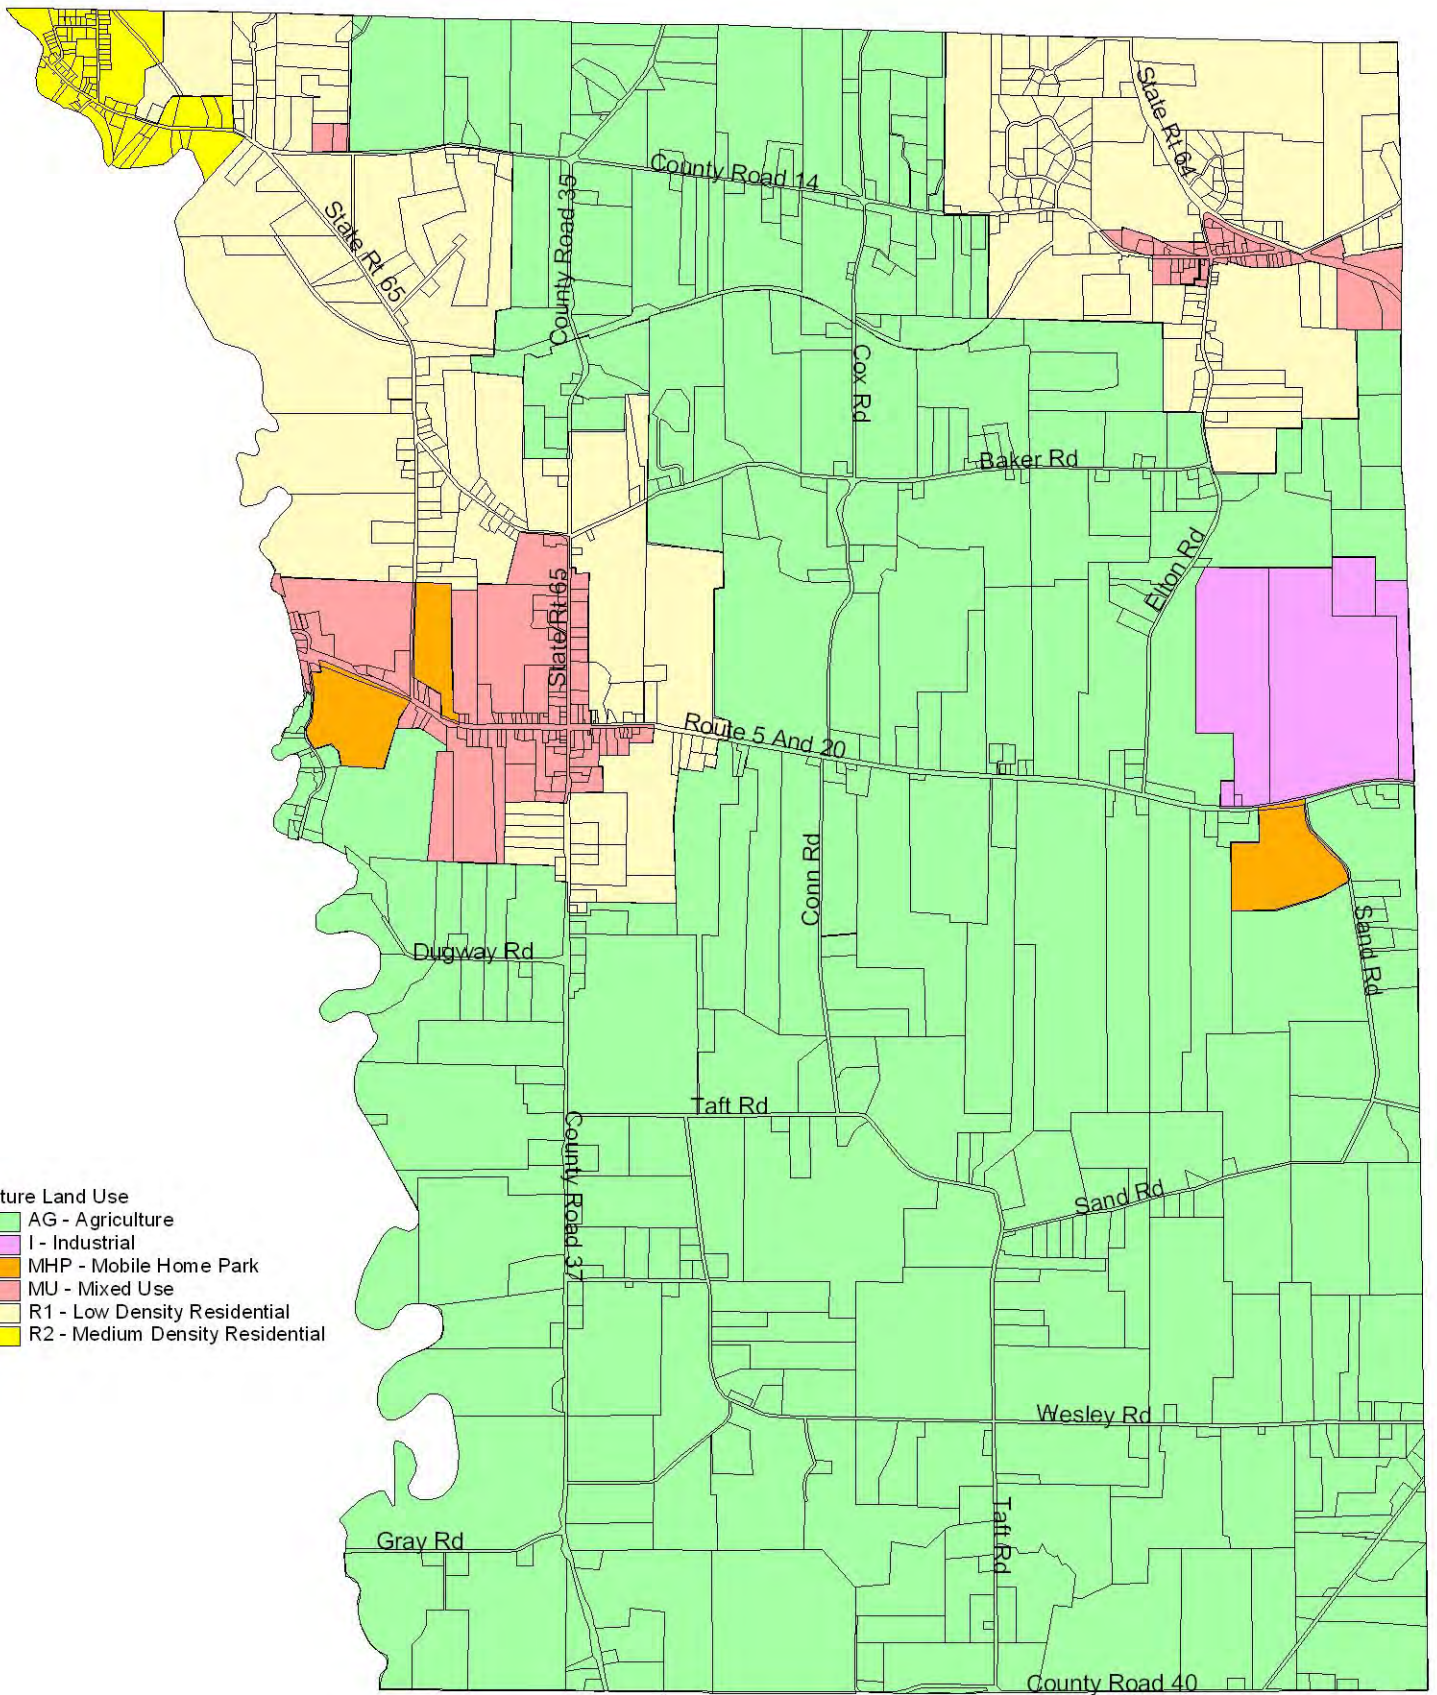 State Rt 64
County Road 14
County Road 35
State Rt 65
Cox Rd
Baker Rd
Elton Rd
State Rt 65
Route 5 And 20
Conn Rd
Sand Rd
Dugway Rd
Taft Rd
County Road 37
Sand Rd
ture Land Use
AG - Agriculture
I - Industrial
MHP - Mobile Home Park
MU - Mixed Use
R1 - Low Density Residential
R2 - Medium Density Residential
Wesley Rd
Taft Rd
Gray Rd
County Road 40